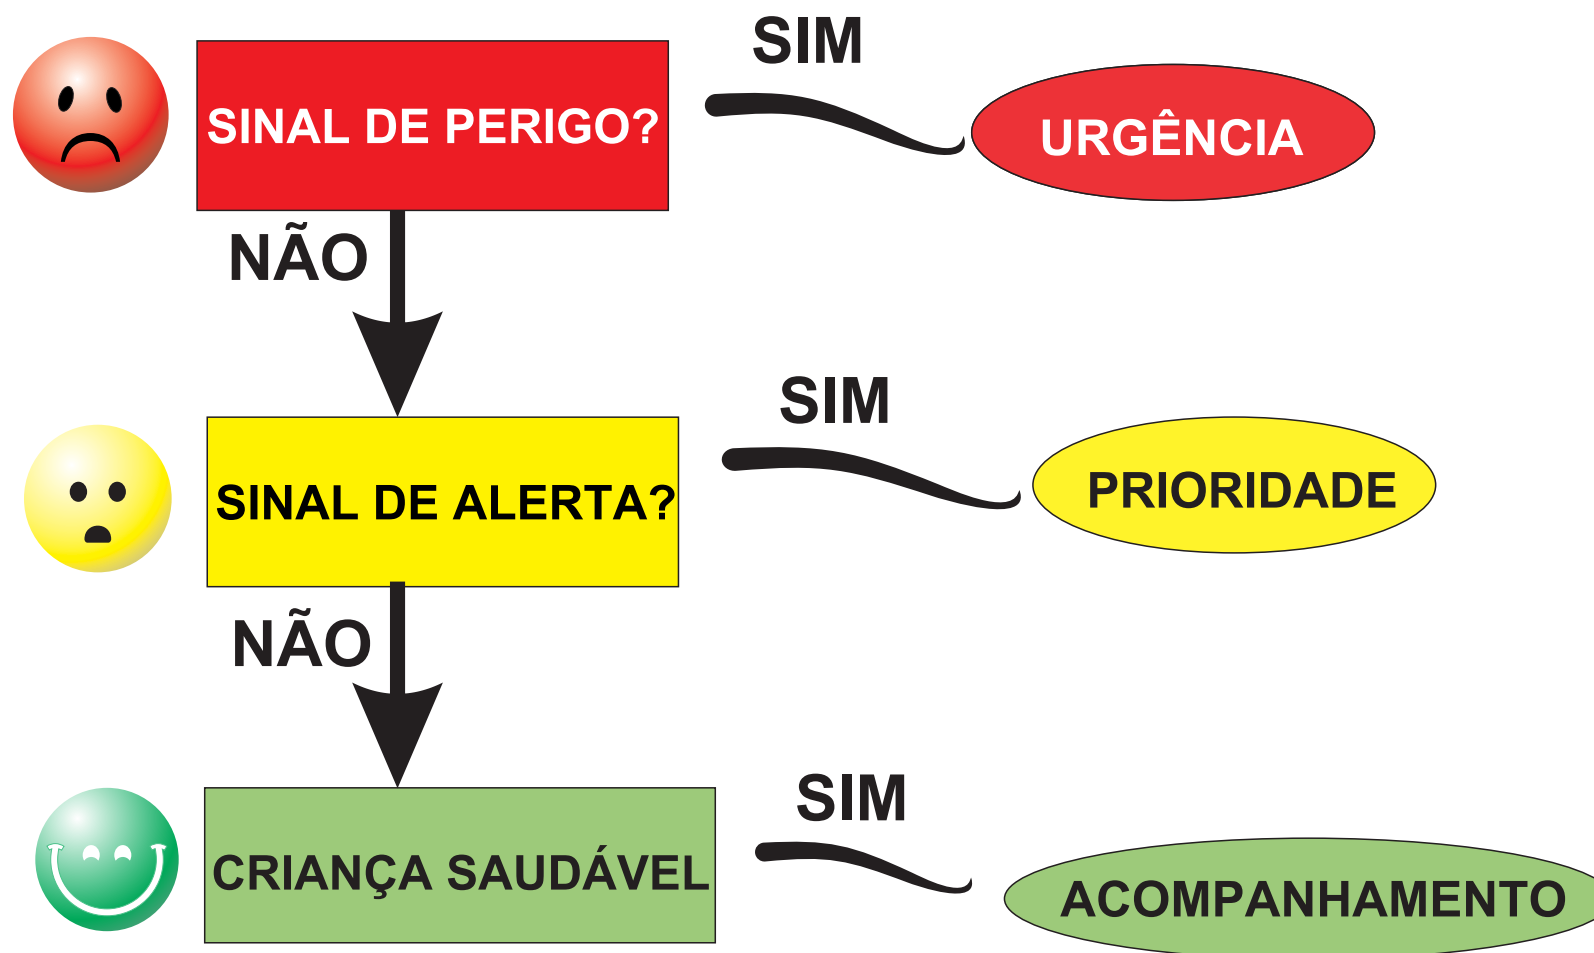 SIM
SINAL DE PERIGO?
URGÊNCIA
NÃO
SIM
SINAL DE ALERTA?
PRIORIDADE
NÃO
SIM
CRIANÇA SAUDÁVEL
ACOMPANHAMENTO